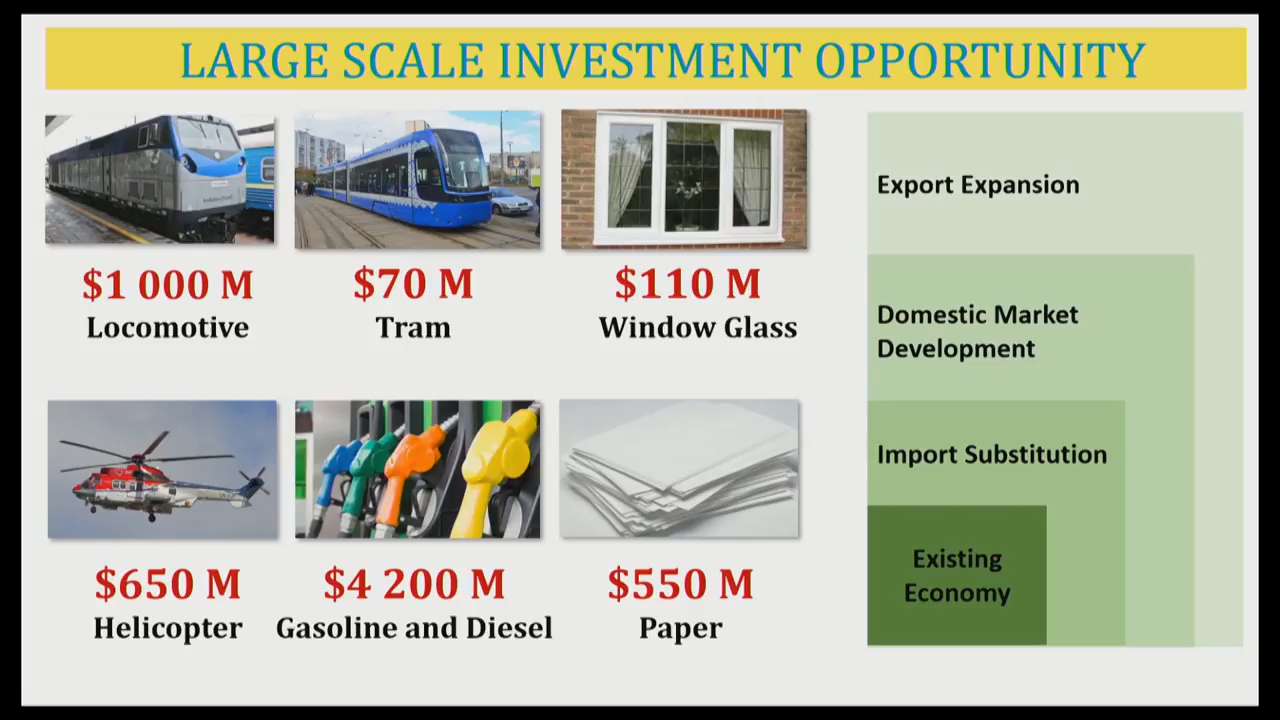 LARGE SCALE INVESTMENT OPPORTUNITY
$1 000 M
Locomotive
$70 M
Tram
$110 M
Window Glass
$650 M
Helicopter
$4 200 M
Gasoline and Diesel
$550 M
Paper
Export Expansion
Domestic Market
Development
Import Substitution
Existing
Economy